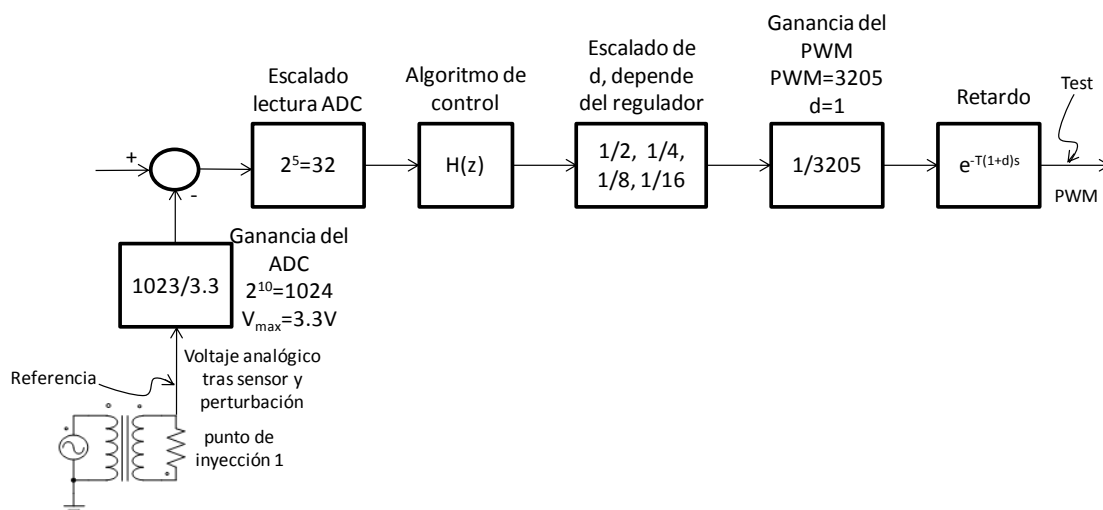 Escalado
lectura ADC
Algoritmo de
control
Escalado de
d, depende
del regulador
Ganancia del
PWM
PWM=3205
d=1
Retardo
Test
+
-
2⁵=32
H(z)
1/2, 1/4,
1/8, 1/16
1/3205
e^-T(1+d)s
PWM
1023/3.3
Ganancia del
ADC
2¹⁰=1024
Vmax=3.3V
Referencia
Voltaje analógico
tras sensor y
perturbación
punto de
inyección 1